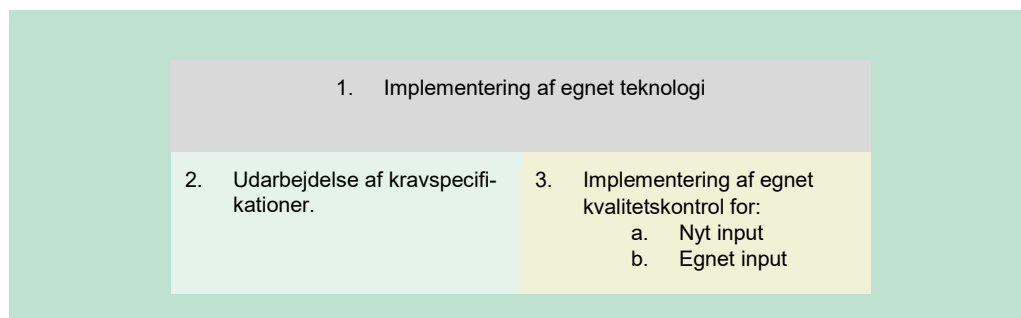 1. Implementering af egnet teknologi
2. Udarbejdelse af kravspecifi-
kationer.
3. Implementering af egnet
kvalitetskontrol for:
a. Nyt input
b. Egnet input